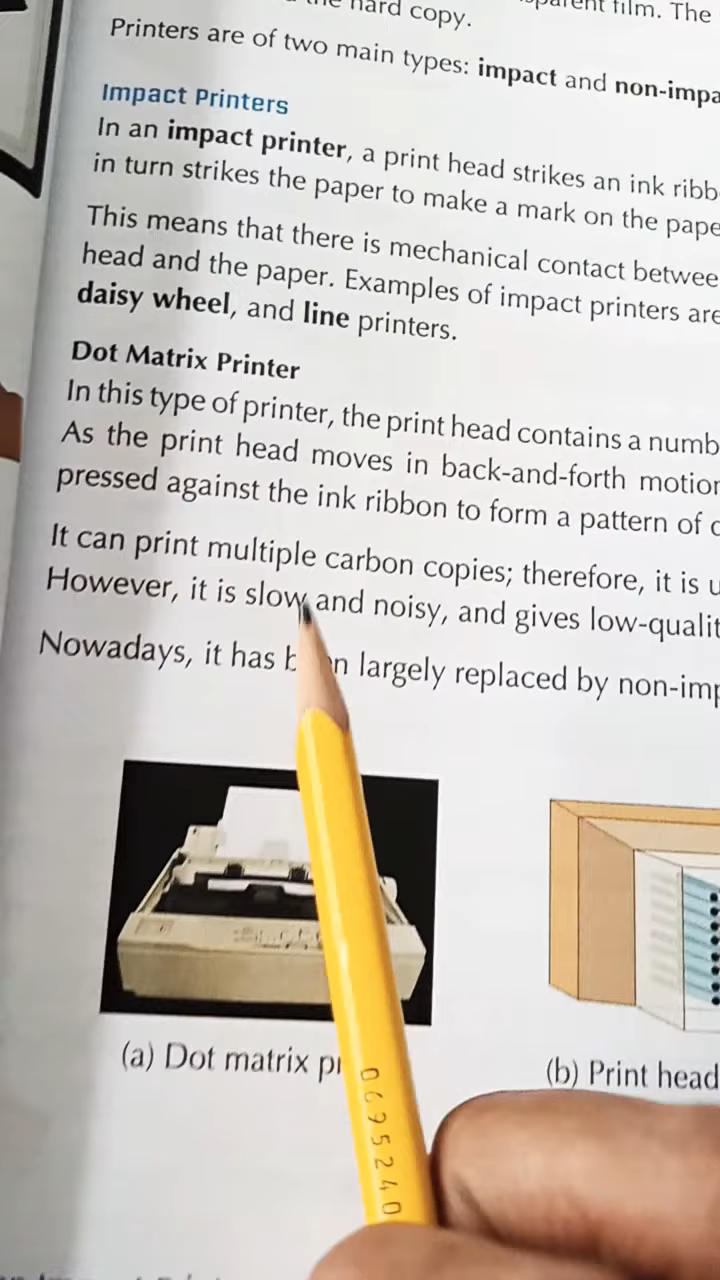 hard copy.
film. The
Printers are of two main types: impact and non-impa
Impact Printers
In an impact printer, a print head strikes an ink ribb
in turn strikes the paper to make a mark on the pape
This means that there is mechanical contact betwee
head and the paper. Examples of impact printers are
daisy wheel, and line printers.
Dot Matrix Printer
In this type of printer, the print head contains a numb
As the print head moves in back-and-forth motion
pressed against the ink ribbon to form a pattern of
It can print multiple carbon copies; therefore, it is u
However, it is slow and noisy, and gives low-qualit
Nowadays, it has b n largely replaced by non-imp
(a) Dot matrix p
(b) Print head
0695240